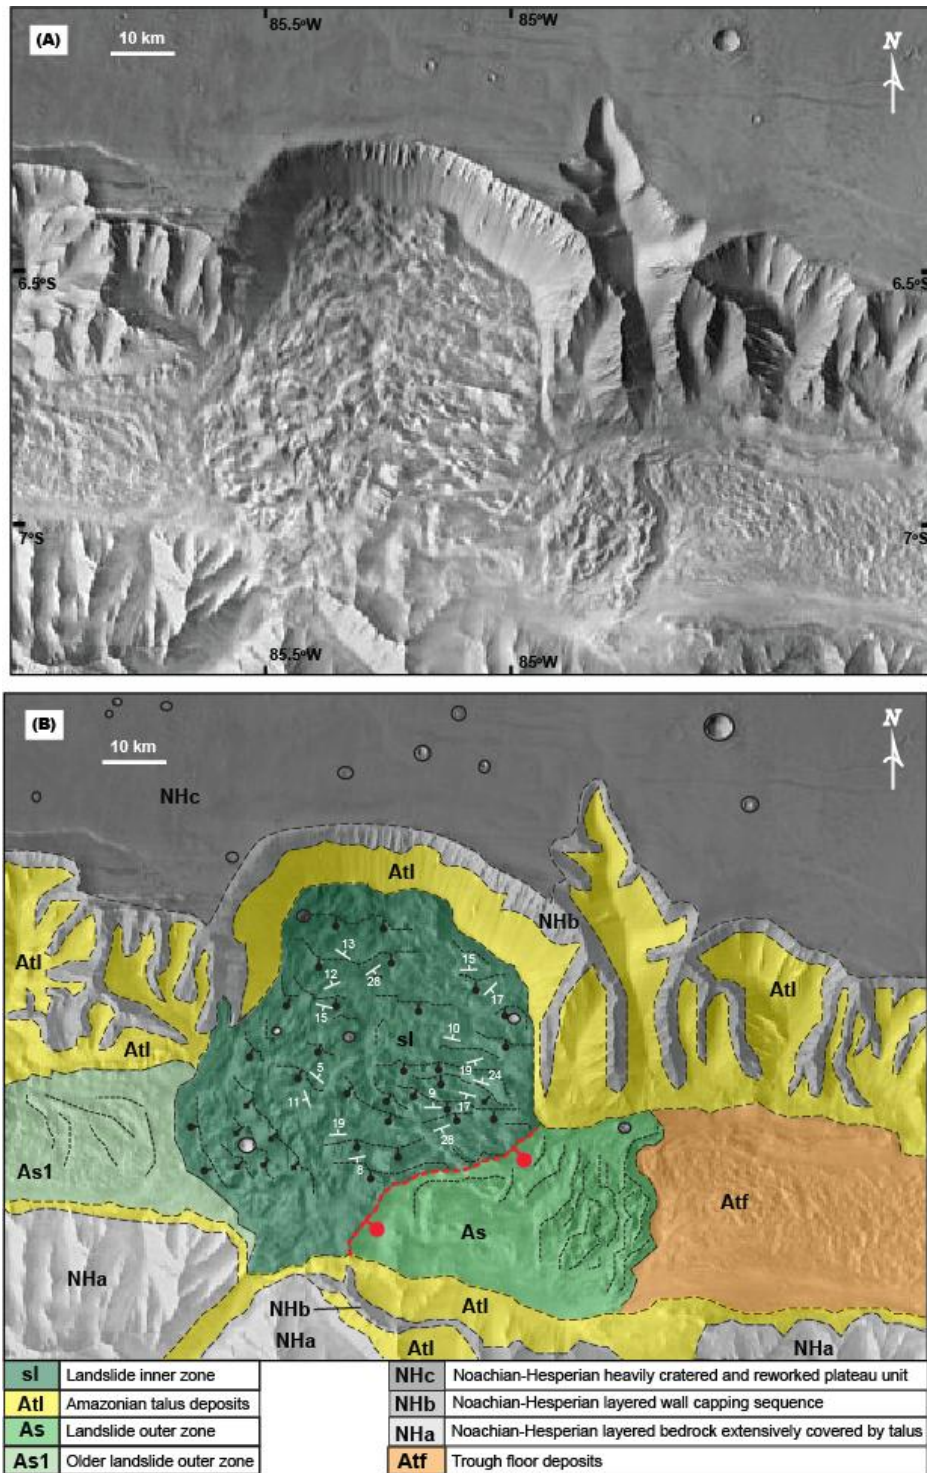 (A)
10 km
85.5°W
85°W
N
6.5°S
6.5°S
7°S
7°S
85.5°W
85°W
(B)
10 km
N
NHc
Atl
NHb
Atl
Atl
Atl
13
12
28
15
15
17
10
sl
19
24
5
11
9
17
19
28
8
As1
As
Atf
NHa
NHb
NHa
Atl
Atl
NHa
sl Landslide inner zone
Atl Amazonian talus deposits
As Landslide outer zone
As1 Older landslide outer zone
NHc Noachian-Hesperian heavily cratered and reworked plateau unit
NHb Noachian-Hesperian layered wall capping sequence
NHa Noachian-Hesperian layered bedrock extensively covered by talus
Atf Trough floor deposits